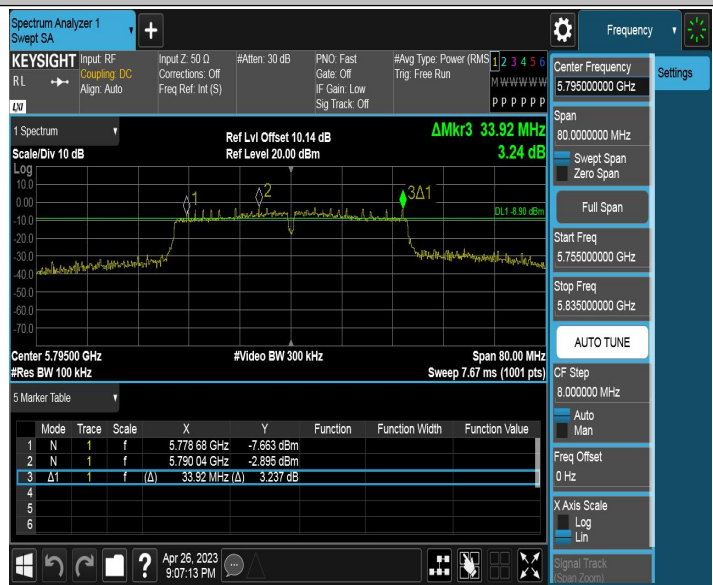 Spectrum Analyzer 1
Swept SA
+
Frequency
KEYSIGHT
Input: RF
Coupling: DC
Align: Auto
Input Z: 50 Ω
Corrections: Off
Freq Ref: Int (S)
#Atten: 30 dB
PNO: Fast
Gate: Off
IF Gain: Low
Sig Track: Off
#Avg Type: Power (RMS
Trig: Free Run
1 2 3 4 5 6
M W W W W W
P P P P P P
R L
LXI
Center Frequency
5.795000000 GHz
Settings
Span
80.0000000 MHz
Swept Span
Zero Span
Full Span
Start Freq
5.755000000 GHz
Stop Freq
5.835000000 GHz
AUTO TUNE
CF Step
8.000000 MHz
Auto
Man
Freq Offset
0 Hz
X Axis Scale
Log
Lin
Signal Track
(Span Zoom)
1 Spectrum
Scale/Div 10 dB
Ref Lvl Offset 10.14 dB
Ref Level 20.00 dBm
ΔMkr3 33.92 MHz
3.24 dB
Log
10.0
0.00
-10.0
-20.0
-30.0
-40.0
-50.0
-60.0
-70.0
1
2
3Δ1
DL1 -8.90 dBm
Center 5.79500 GHz
#Video BW 300 kHz
Span 80.00 MHz
#Res BW 100 kHz
Sweep 7.67 ms (1001 pts)
5 Marker Table
Mode Trace Scale X Y Function Function Width Function Value
1 N 1 f 5.778 68 GHz -7.663 dBm
2 N 1 f 5.790 04 GHz -2.895 dBm
3 Δ1 1 f (Δ) 33.92 MHz (Δ) 3.237 dB
4
5
6
?
Apr 26, 2023
9:07:13 PM